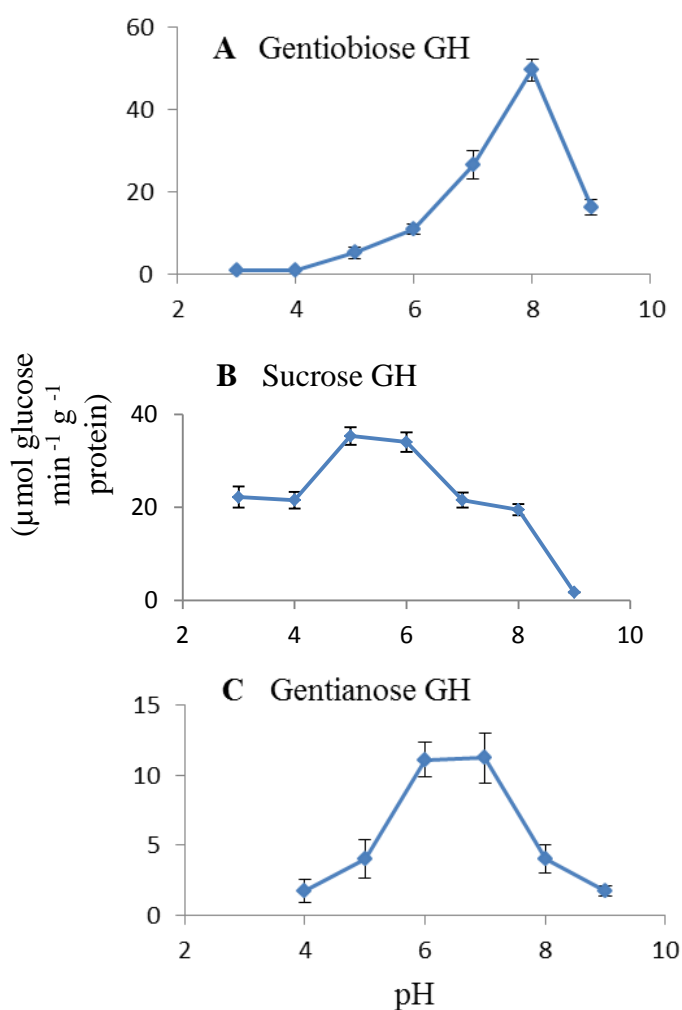 A Gentiobiose GH
60
40
20
0
2 4 6 8 10
B Sucrose GH
40
20
0
2 4 6 8 10
(µmol glucose
min -1 g -1
protein)
C Gentianose GH
15
10
5
0
2 4 6 8 10
pH